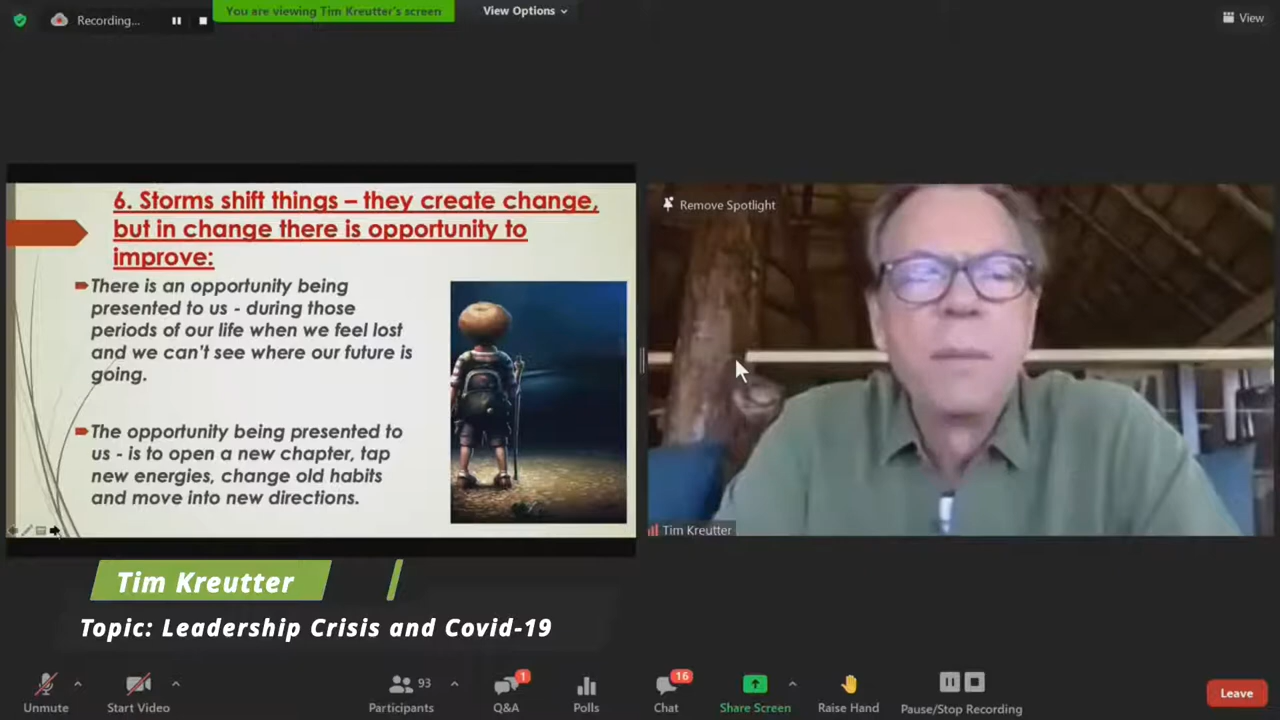 Recording...
You are viewing Tim Kreutter's screen
View Options
View
6. Storms shift things – they create change,
but in change there is opportunity to
improve:
There is an opportunity being
presented to us - during those
periods of our life when we feel lost
and we can't see where our future is
going.
The opportunity being presented to
us - is to open a new chapter, tap
new energies, change old habits
and move into new directions.
Remove Spotlight
Tim Kreutter
Tim Kreutter
Topic: Leadership Crisis and Covid-19
Unmute
Start Video
93
Participants
1
Q&A
Polls
16
Chat
Share Screen
Raise Hand
Pause/Stop Recording
Leave